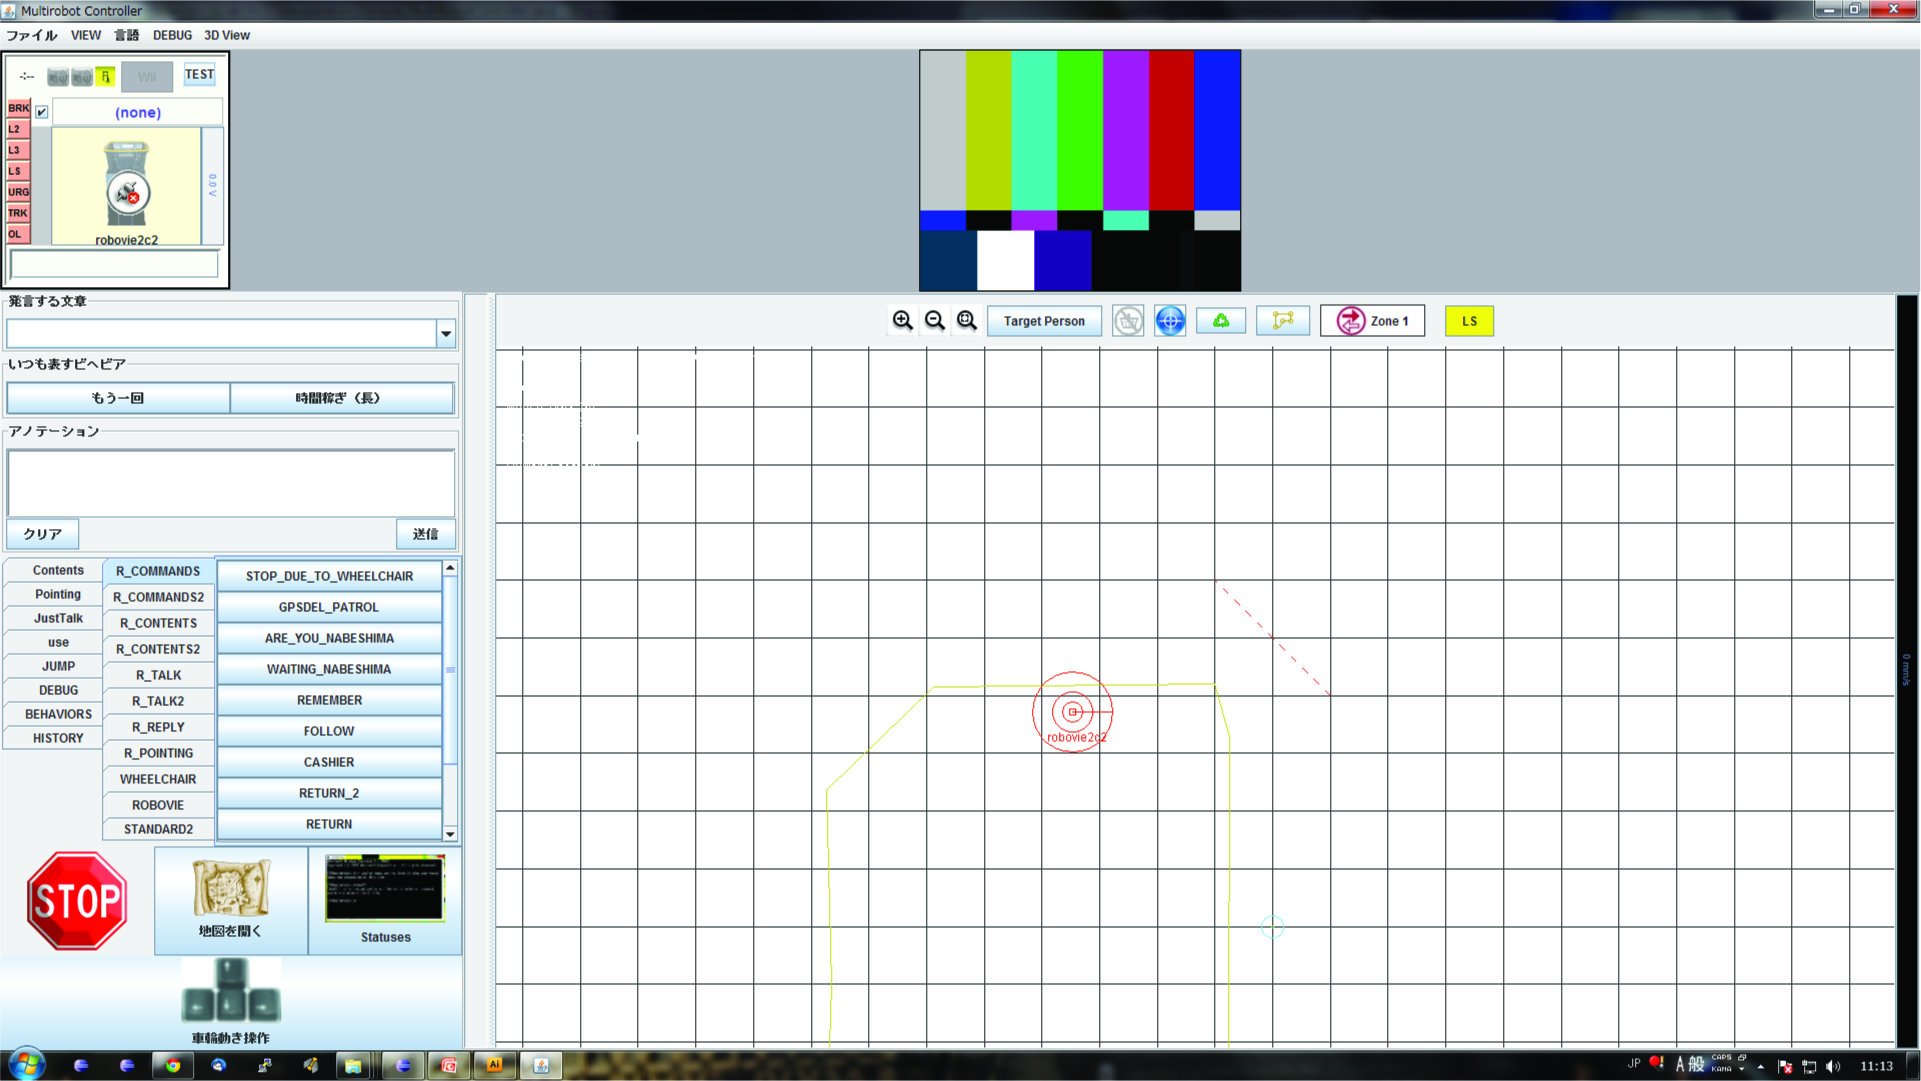 Multirobot Controller
ファイル VIEW 言語 DEBUG 3D View
-:-- Wii TEST
BRK (none)
L2
L3
LS
URG
TRK
OL
0.0 V
robovie2c2
発言する文章
いつも表すビヘビア
もう一回 時間稼ぎ（長）
アノテーション
クリア 送信
Contents
Pointing
JustTalk
use
JUMP
DEBUG
BEHAVIORS
HISTORY
R_COMMANDS
R_COMMANDS2
R_CONTENTS
R_CONTENTS2
R_TALK
R_TALK2
R_REPLY
R_POINTING
WHEELCHAIR
ROBOVIE
STANDARD2
STOP_DUE_TO_WHEELCHAIR
GPSDEL_PATROL
ARE_YOU_NABESHIMA
WAITING_NABESHIMA
REMEMBER
FOLLOW
CASHIER
RETURN_2
RETURN
STOP
地図を開く
Statuses
車輪動き操作
Target Person Zone 1 LS
robovie2c2
0 mm/s
Ai
JP A 般 CAPS KANA 11:13